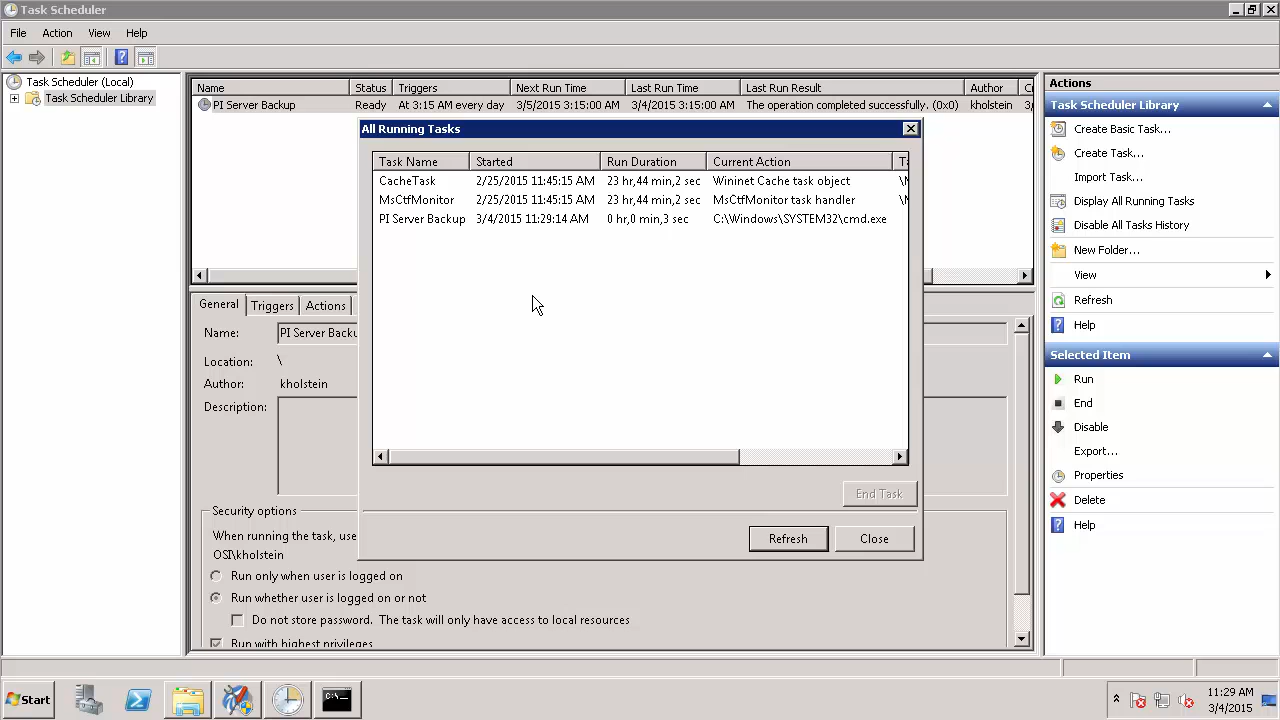 Task Scheduler
File Action View Help
Task Scheduler (Local)
Task Scheduler Library
Name Status Triggers Next Run Time Last Run Time Last Run Result Author
PI Server Backup Ready At 3:15 AM every day 3/5/2015 3:15:00 AM 3/4/2015 3:15:00 AM The operation completed successfully. (0x0) kholstein
All Running Tasks
Task Name Started Run Duration Current Action
CacheTask 2/25/2015 11:45:15 AM 23 hr,44 min,2 sec Wininet Cache task object
MsCtfMonitor 2/25/2015 11:45:15 AM 23 hr,44 min,2 sec MsCtfMonitor task handler
PI Server Backup 3/4/2015 11:29:14 AM 0 hr,0 min,3 sec C:\Windows\SYSTEM32\cmd.exe
End Task
Refresh Close
General Triggers Actions
Name: PI Server Backu
Location: \
Author: kholstein
Description:
Security options
When running the task, use
OSI\kholstein
Run only when user is logged on
Run whether user is logged on or not
Do not store password. The task will only have access to local resources
Run with highest privileges
Actions
Task Scheduler Library
Create Basic Task...
Create Task...
Import Task...
Display All Running Tasks
Disable All Tasks History
New Folder...
View
Refresh
Help
Selected Item
Run
End
Disable
Export...
Properties
Delete
Help
Start
C:\
11:29 AM
3/4/2015